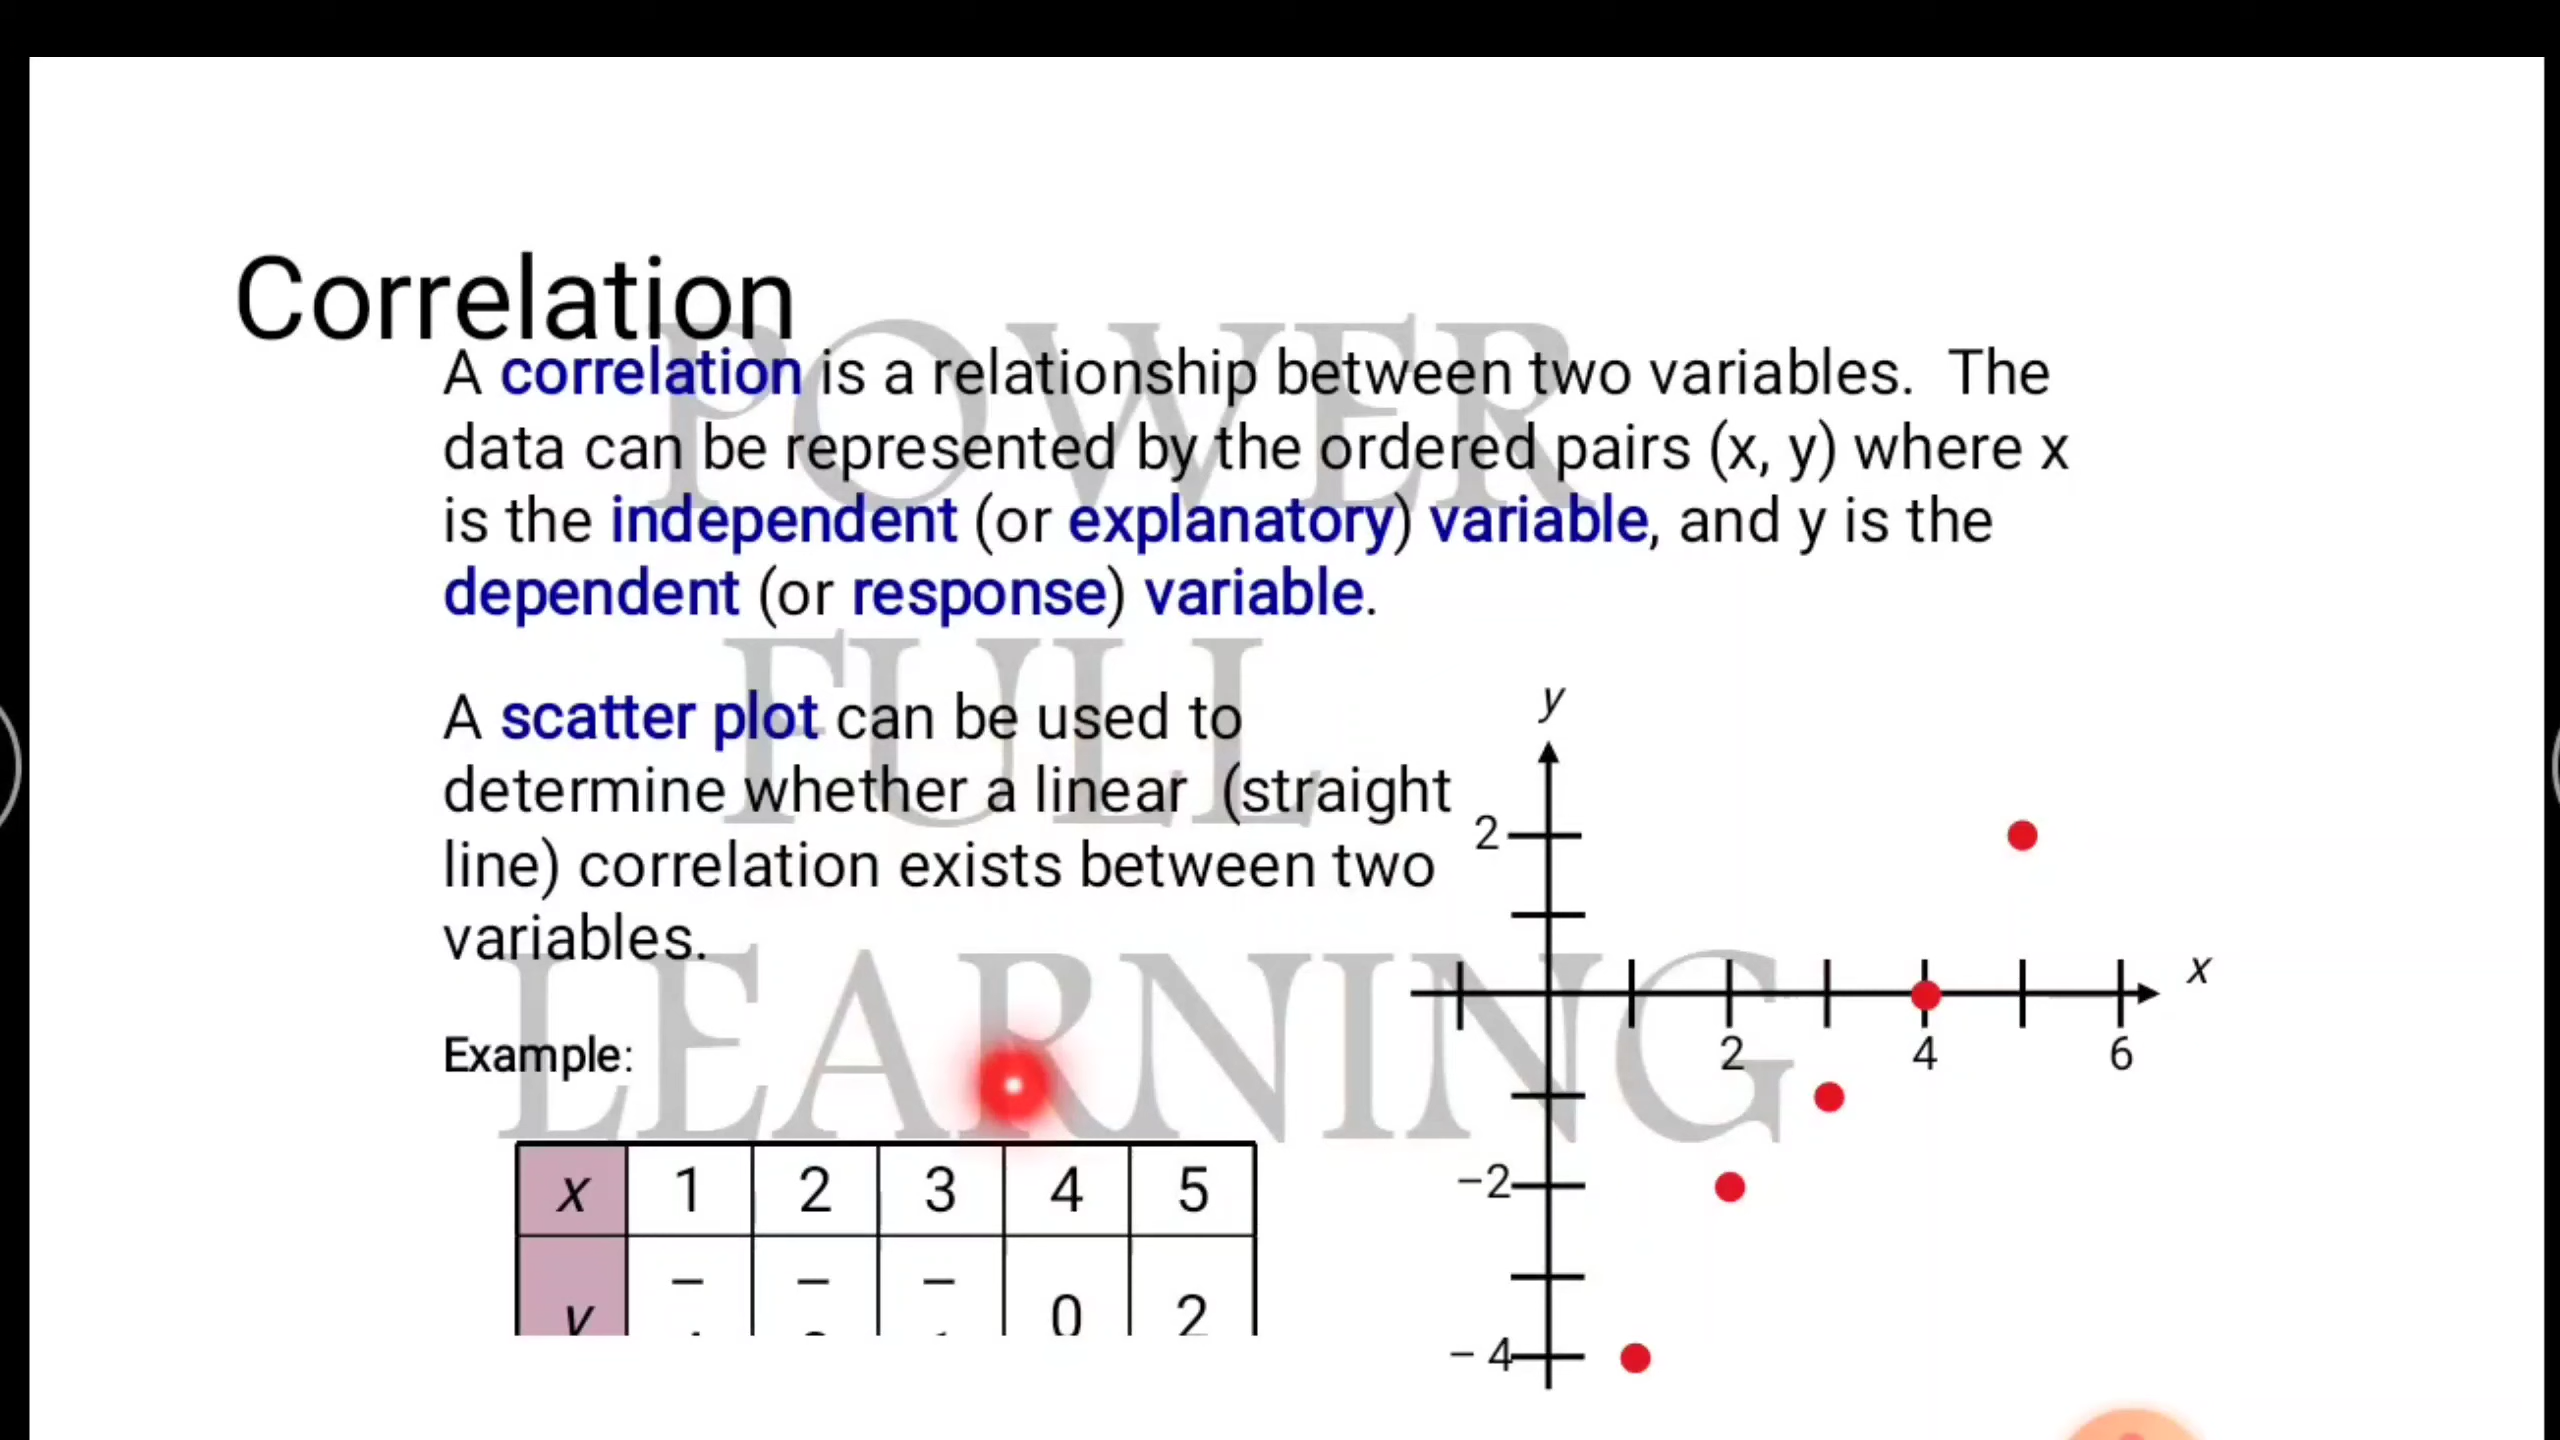 Correlation
A correlation is a relationship between two variables. The
data can be represented by the ordered pairs (x, y) where x
is the independent (or explanatory) variable, and y is the
dependent (or response) variable.
A scatter plot can be used to
determine whether a linear (straight
line) correlation exists between two
variables.
Example:
x 1 2 3 4 5
y – – – 0 2
y
2
x
2 4 6
–2
– 4
POWER
FULL
LEARNING